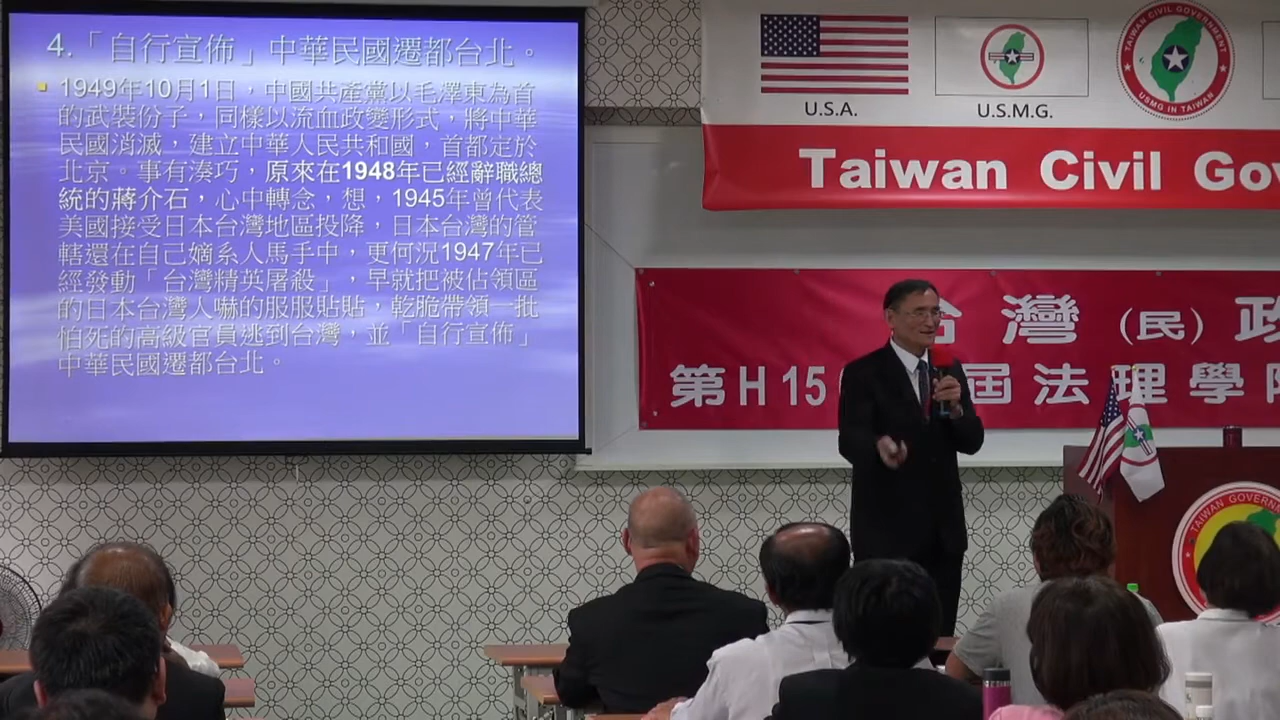 4.「自行宣佈」中華民國遷都台北。
1949年10月1日，中國共產黨以毛澤東為首
的武裝份子，同樣以流血政變形式，將中華
民國消滅，建立中華人民共和國，首都定於
北京。事有湊巧，原來在1948年已經辭職總
統的蔣介石，心中轉念，想，1945年曾代表
美國接受日本台灣地區投降，日本台灣的管
轄還在自己嫡系人馬手中，更何況1947年已
經發動「台灣精英屠殺」，早就把被佔領區
的日本台灣人嚇的服服貼貼，乾脆帶領一批
怕死的高級官員逃到台灣，並「自行宣佈」
中華民國遷都台北。
U.S.A.
U.S.M.G.
TAIWAN CIVIL GOVERNMENT
USMG IN TAIWAN
Taiwan Civil Gov
台灣（民）政
第H15 屆法理學
TAIWAN GOVERN